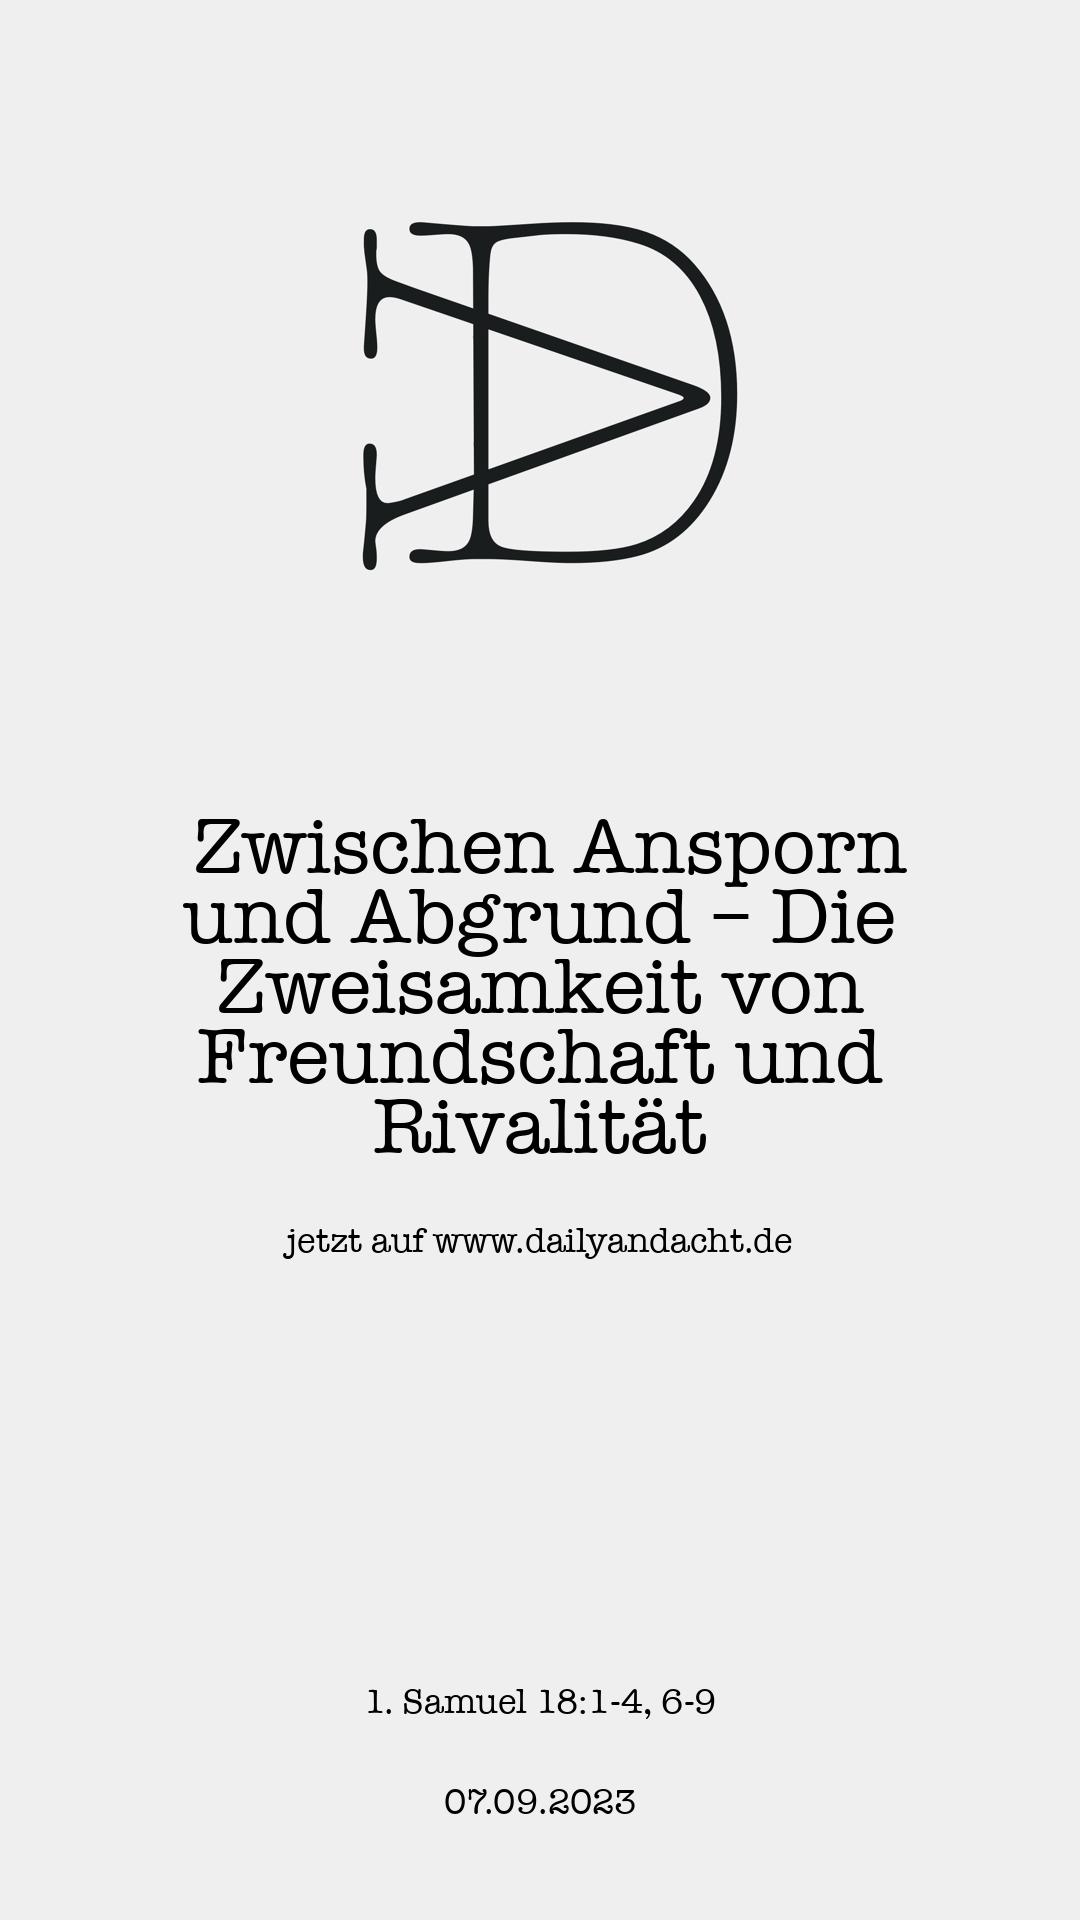 Zwischen Ansporn
und Abgrund – Die
Zweisamkeit von
Freundschaft und
Rivalität
jetzt auf www.dailyandacht.de
1. Samuel 18:1-4, 6-9
07.09.2023